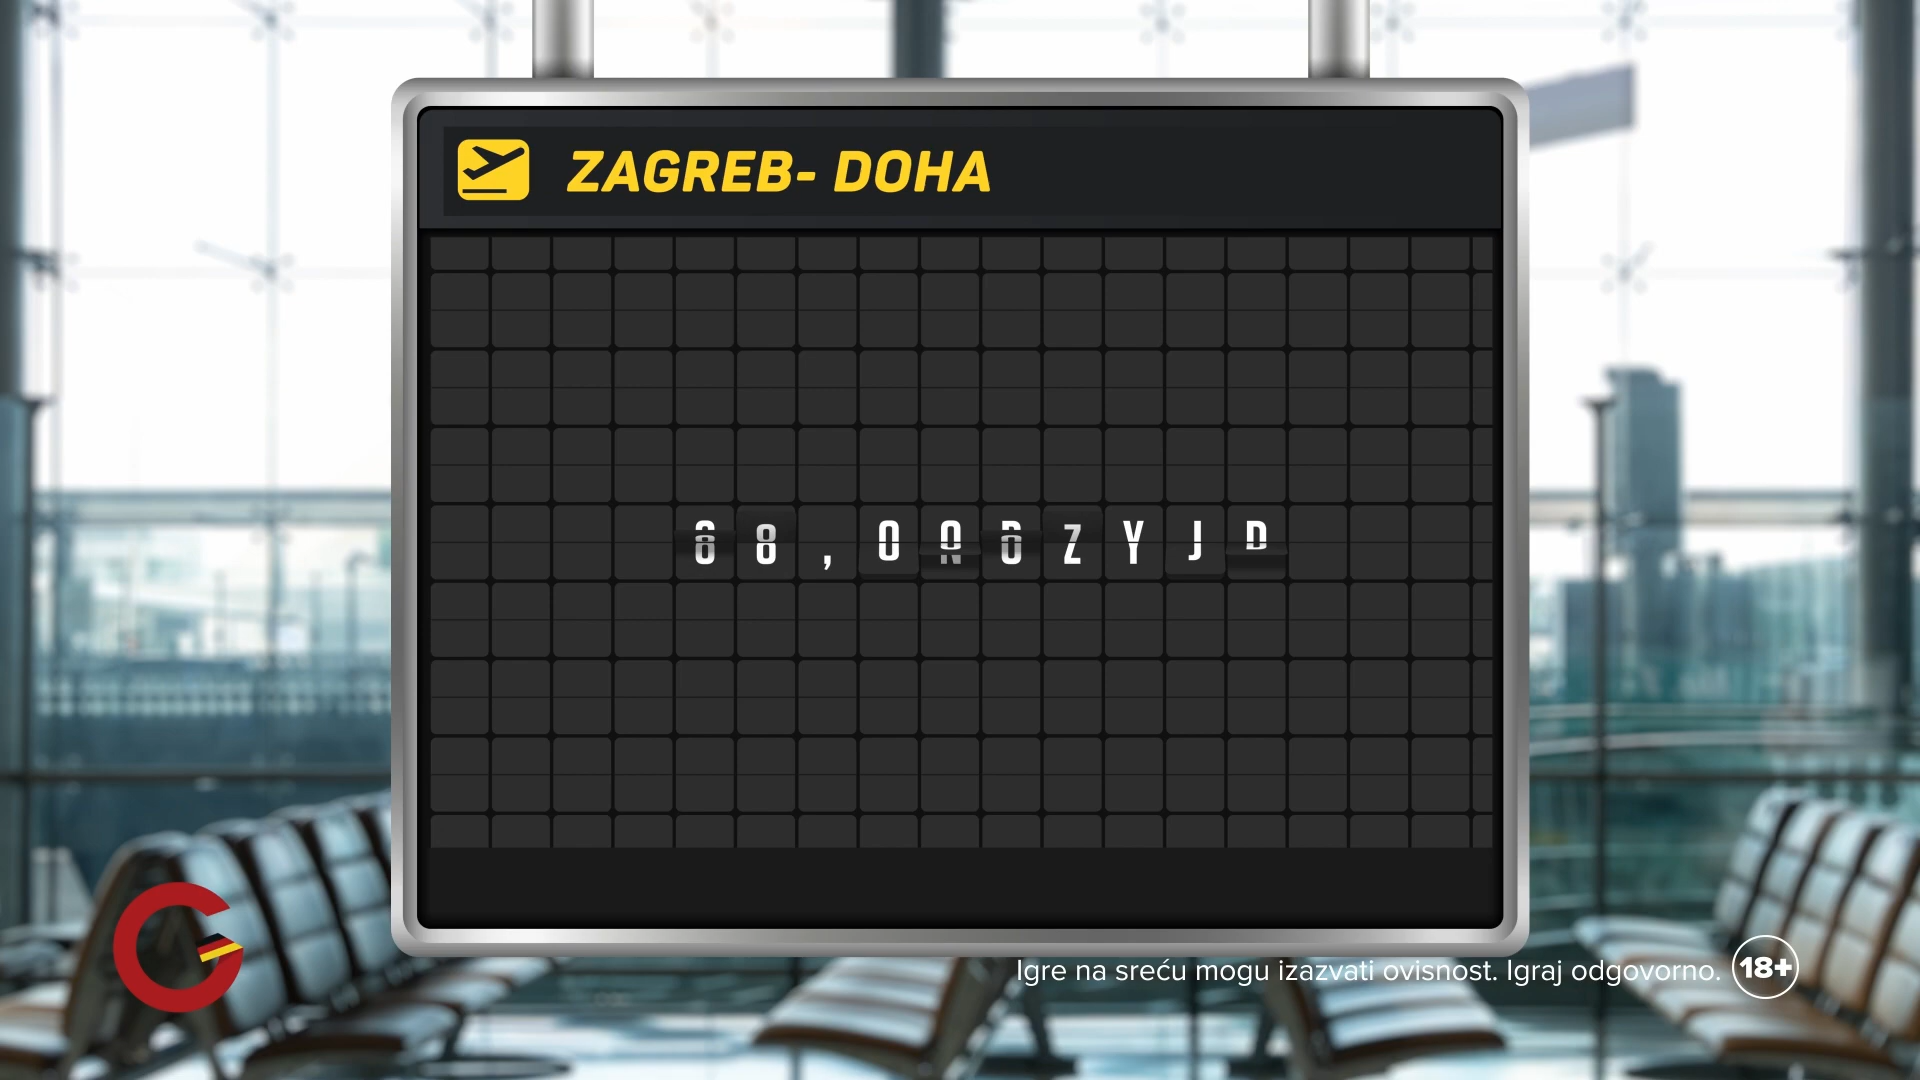 ZAGREB- DOHA
Igre na sreću mogu izazvati ovisnost. Igraj odgovorno. 18+